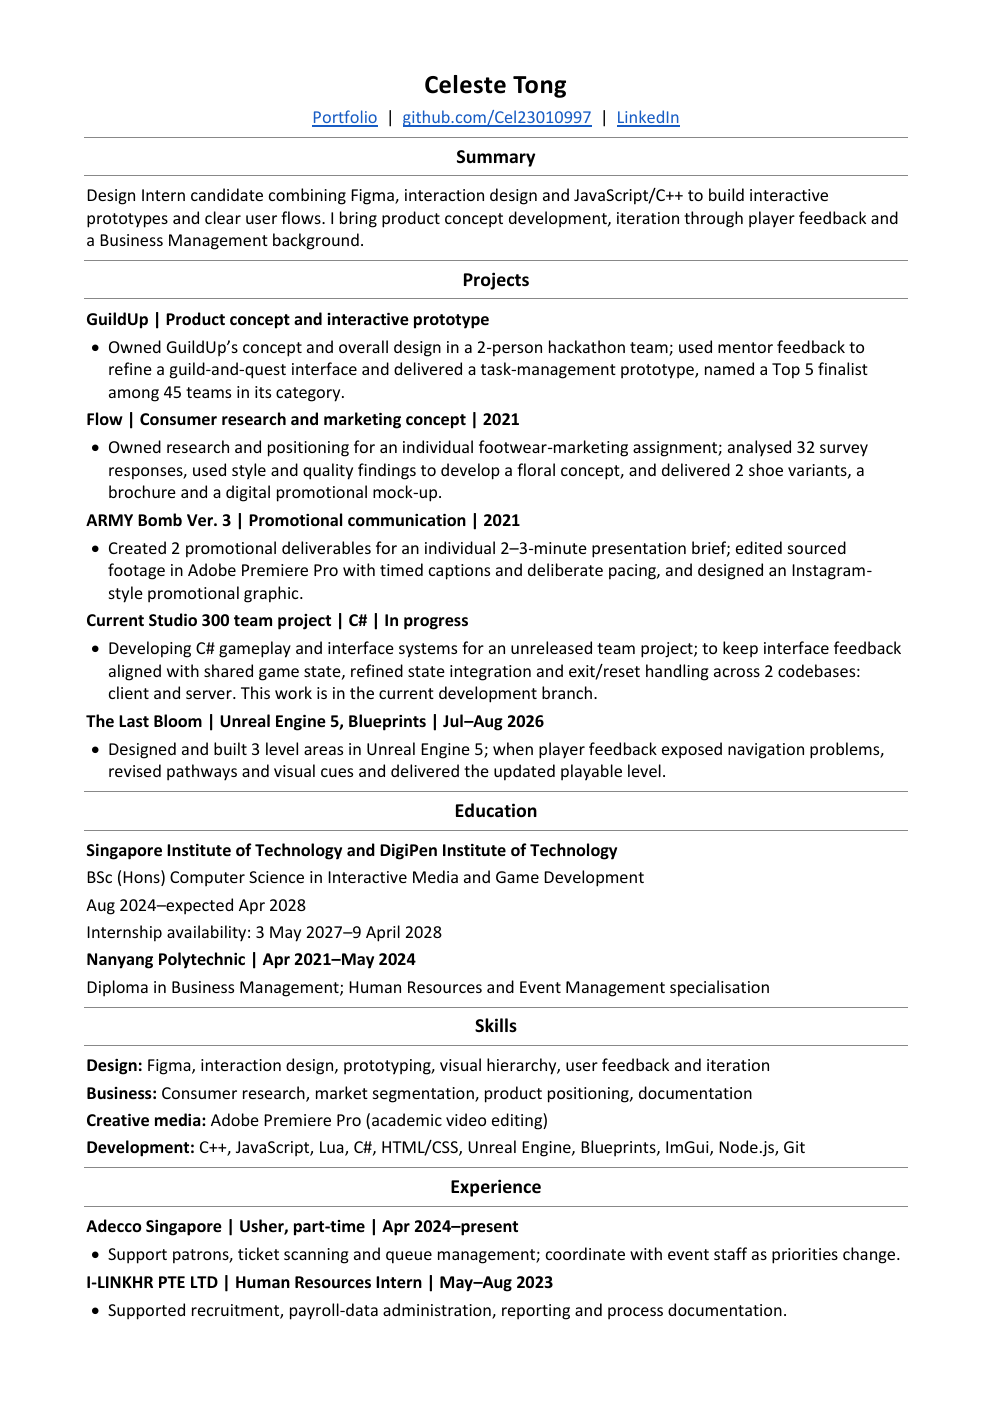 Celeste Tong
Portfolio | github.com/Cel23010997 | LinkedIn
Summary
Design Intern candidate combining Figma, interaction design and JavaScript/C++ to build interactive
prototypes and clear user flows. I bring product concept development, iteration through player feedback and
a Business Management background.
Projects
GuildUp | Product concept and interactive prototype
• Owned GuildUp’s concept and overall design in a 2-person hackathon team; used mentor feedback to
refine a guild-and-quest interface and delivered a task-management prototype, named a Top 5 finalist
among 45 teams in its category.
Flow | Consumer research and marketing concept | 2021
• Owned research and positioning for an individual footwear-marketing assignment; analysed 32 survey
responses, used style and quality findings to develop a floral concept, and delivered 2 shoe variants, a
brochure and a digital promotional mock-up.
ARMY Bomb Ver. 3 | Promotional communication | 2021
• Created 2 promotional deliverables for an individual 2–3-minute presentation brief; edited sourced
footage in Adobe Premiere Pro with timed captions and deliberate pacing, and designed an Instagram-
style promotional graphic.
Current Studio 300 team project | C# | In progress
• Developing C# gameplay and interface systems for an unreleased team project; to keep interface feedback
aligned with shared game state, refined state integration and exit/reset handling across 2 codebases:
client and server. This work is in the current development branch.
The Last Bloom | Unreal Engine 5, Blueprints | Jul–Aug 2026
• Designed and built 3 level areas in Unreal Engine 5; when player feedback exposed navigation problems,
revised pathways and visual cues and delivered the updated playable level.
Education
Singapore Institute of Technology and DigiPen Institute of Technology
BSc (Hons) Computer Science in Interactive Media and Game Development
Aug 2024–expected Apr 2028
Internship availability: 3 May 2027–9 April 2028
Nanyang Polytechnic | Apr 2021–May 2024
Diploma in Business Management; Human Resources and Event Management specialisation
Skills
Design: Figma, interaction design, prototyping, visual hierarchy, user feedback and iteration
Business: Consumer research, market segmentation, product positioning, documentation
Creative media: Adobe Premiere Pro (academic video editing)
Development: C++, JavaScript, Lua, C#, HTML/CSS, Unreal Engine, Blueprints, ImGui, Node.js, Git
Experience
Adecco Singapore | Usher, part-time | Apr 2024–present
• Support patrons, ticket scanning and queue management; coordinate with event staff as priorities change.
I-LINKHR PTE LTD | Human Resources Intern | May–Aug 2023
• Supported recruitment, payroll-data administration, reporting and process documentation.